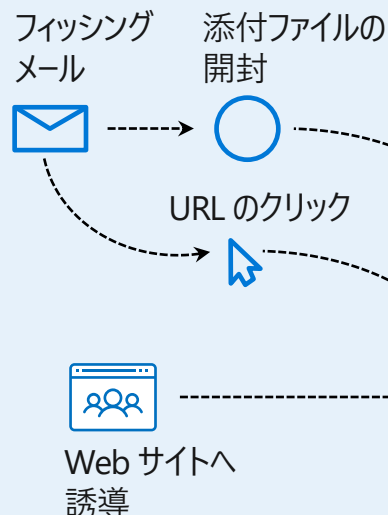 フィッシング
メール
添付ファイルの
開封
URL のクリック
Web サイトへ
誘導